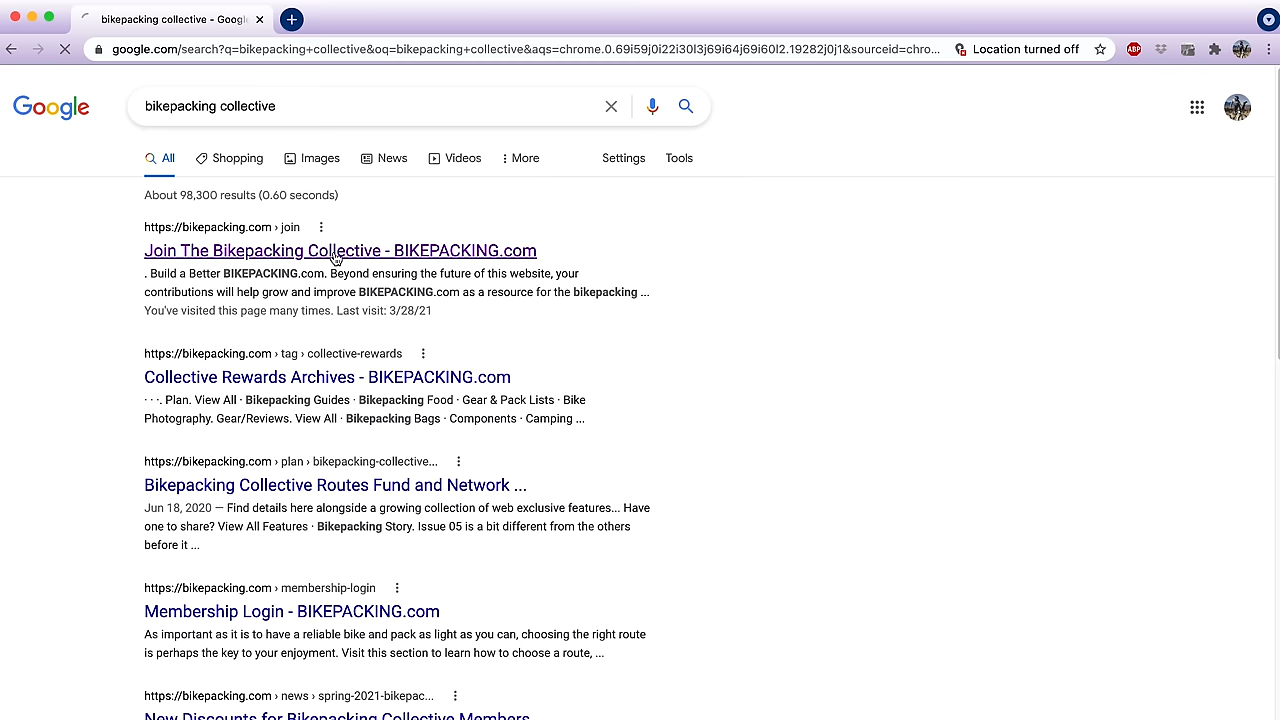 bikepacking collective - Googl
google.com/search?q=bikepacking+collective&oq=bikepacking+collective&aqs=chrome.0.69i59j0i22i30l3j69i64j69i60l2.19282j0j1&sourceid=chro...
Location turned off
ABP
Google
bikepacking collective
All
Shopping
Images
News
Videos
More
Settings
Tools
About 98,300 results (0.60 seconds)
https://bikepacking.com › join
Join The Bikepacking Collective - BIKEPACKING.com
. Build a Better BIKEPACKING.com. Beyond ensuring the future of this website, your
contributions will help grow and improve BIKEPACKING.com as a resource for the bikepacking ...
You've visited this page many times. Last visit: 3/28/21
https://bikepacking.com › tag › collective-rewards
Collective Rewards Archives - BIKEPACKING.com
· · ·. Plan. View All · Bikepacking Guides · Bikepacking Food · Gear & Pack Lists · Bike
Photography. Gear/Reviews. View All · Bikepacking Bags · Components · Camping ...
https://bikepacking.com › plan › bikepacking-collective...
Bikepacking Collective Routes Fund and Network ...
Jun 18, 2020 — Find details here alongside a growing collection of web exclusive features... Have
one to share? View All Features · Bikepacking Story. Issue 05 is a bit different from the others
before it ...
https://bikepacking.com › membership-login
Membership Login - BIKEPACKING.com
As important as it is to have a reliable bike and pack as light as you can, choosing the right route
is perhaps the key to your enjoyment. Visit this section to learn how to choose a route, ...
https://bikepacking.com › news › spring-2021-bikepac...
New Discounts for Bikepacking Collective Members